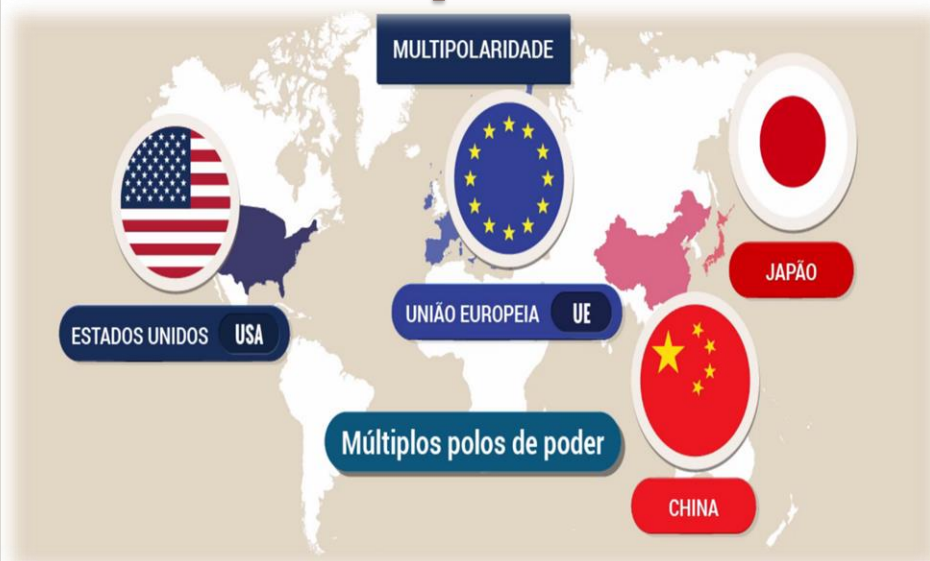 MULTIPOLARIDADE
ESTADOS UNIDOS USA
UNIÃO EUROPEIA UE
JAPÃO
Múltiplos polos de poder
CHINA